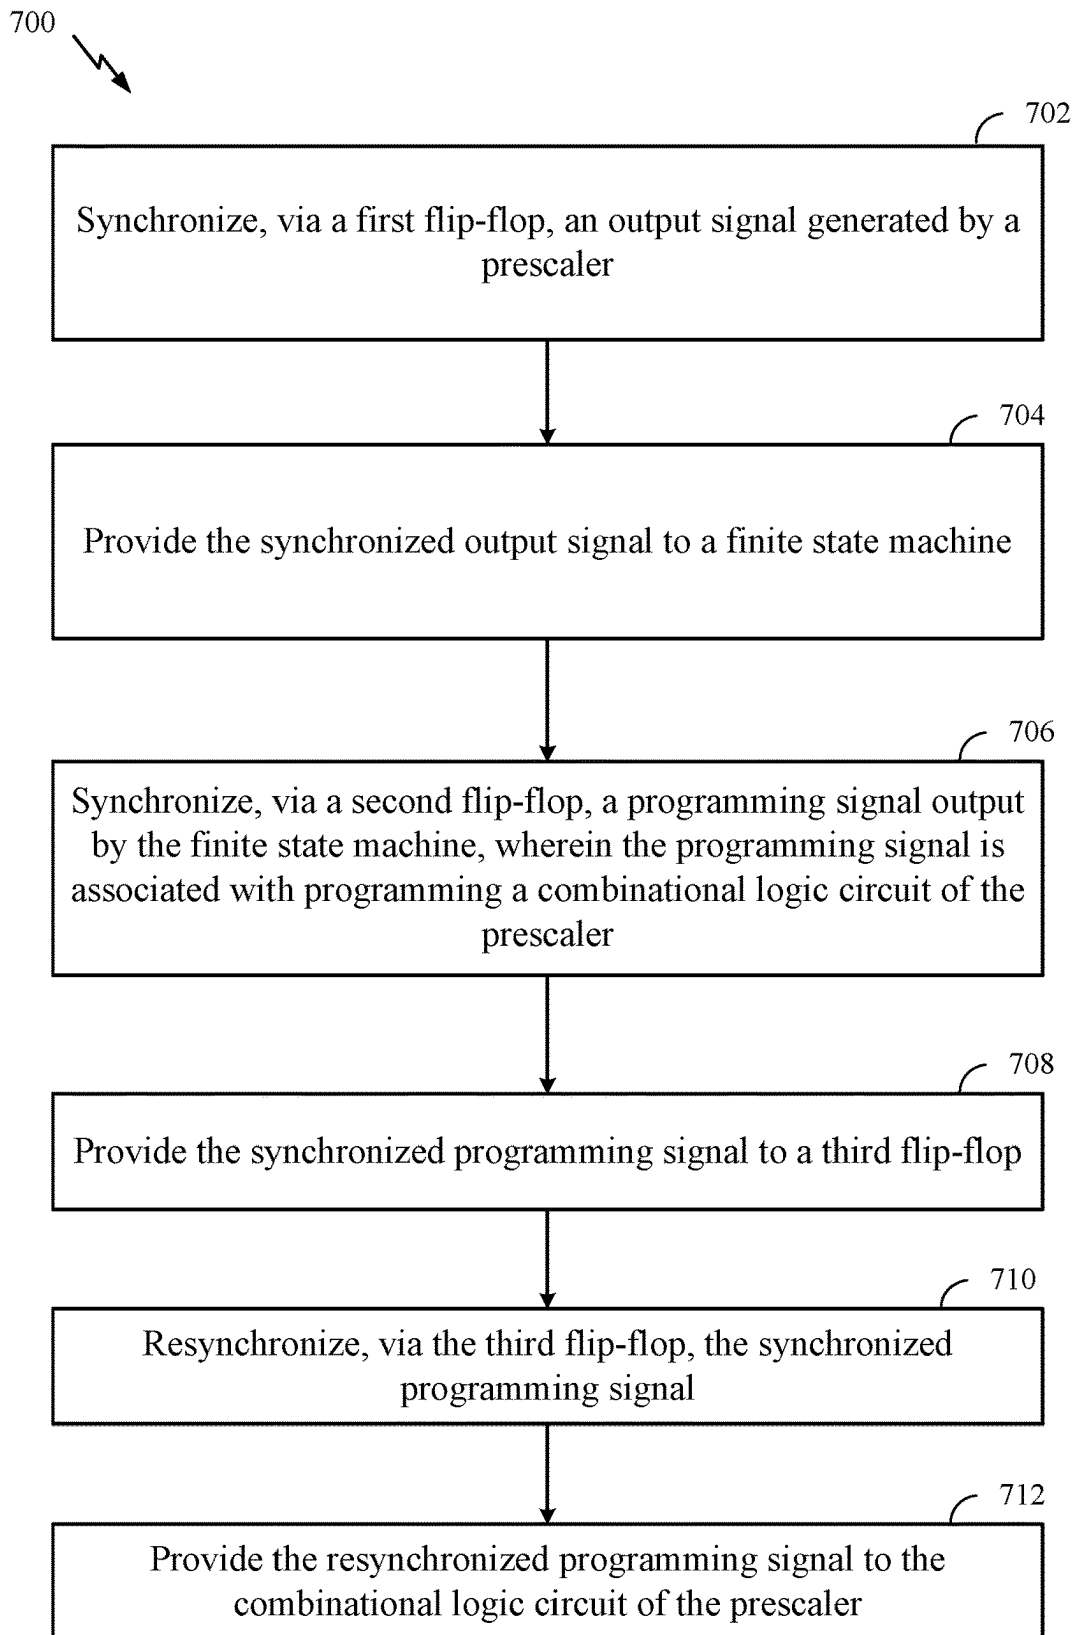 700
702
Synchronize, via a first flip-flop, an output signal generated by a
prescaler
704
Provide the synchronized output signal to a finite state machine
706
Synchronize, via a second flip-flop, a programming signal output
by the finite state machine, wherein the programming signal is
associated with programming a combinational logic circuit of the
prescaler
708
Provide the synchronized programming signal to a third flip-flop
710
Resynchronize, via the third flip-flop, the synchronized
programming signal
712
Provide the resynchronized programming signal to the
combinational logic circuit of the prescaler